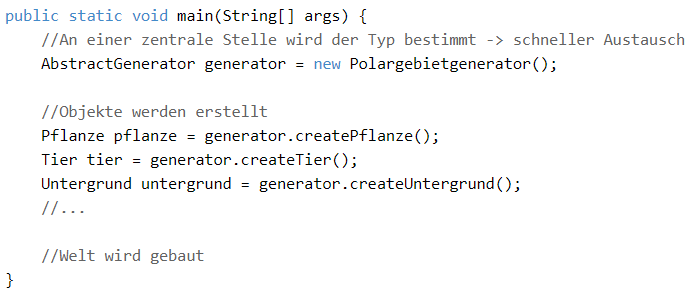 public static void main(String[] args) {
    //An einer zentrale Stelle wird der Typ bestimmt -> schneller Austausch
    AbstractGenerator generator = new Polargebietgenerator();

    //Objekte werden erstellt
    Pflanze pflanze = generator.createPflanze();
    Tier tier = generator.createTier();
    Untergrund untergrund = generator.createUntergrund();
    //...

    //Welt wird gebaut
}